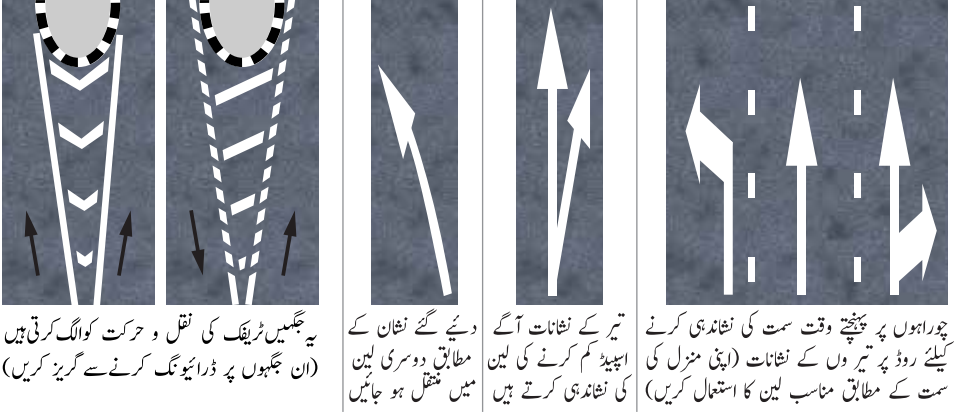 چوراہوں پر پہنچتے وقت سمت کی نشاندہی کرنے
کیلئے روڈ پر تیر وں کے نشانات (اپنی منزل کی
سمت کے مطابق مناسب لین کا استعمال کریں)
تیر کے نشانات آگے
اسپیڈ کم کرنے کی لین
کی نشاندہی کرتے ہیں
دئیے گئے نشان کے
مطابق دوسری لین
میں منتقل ہو جائیں
یہ جگہیں ٹریفک کی نقل و حرکت کو الگ کرتی ہیں
(ان جگہوں پر ڈرائیونگ کرنے سے گریز کریں)